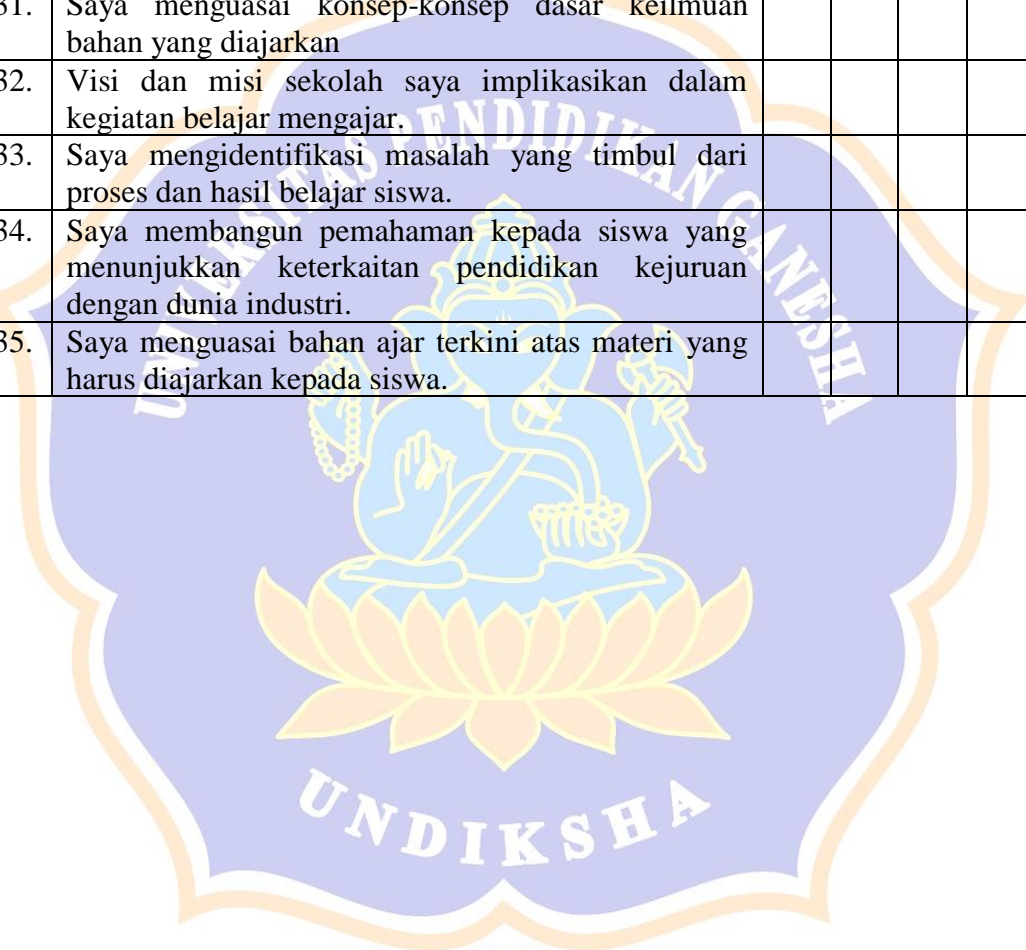 31. Saya menguasai konsep-konsep dasar keilmuan
bahan yang diajarkan
32. Visi dan misi sekolah saya implikasikan dalam
kegiatan belajar mengajar.
33. Saya mengidentifikasi masalah yang timbul dari
proses dan hasil belajar siswa.
34. Saya membangun pemahaman kepada siswa yang
menunjukkan keterkaitan pendidikan kejuruan
dengan dunia industri.
35. Saya menguasai bahan ajar terkini atas materi yang
harus diajarkan kepada siswa.
UNIVERSITAS PENDIDIKAN GANESHA
UNDIKSHA